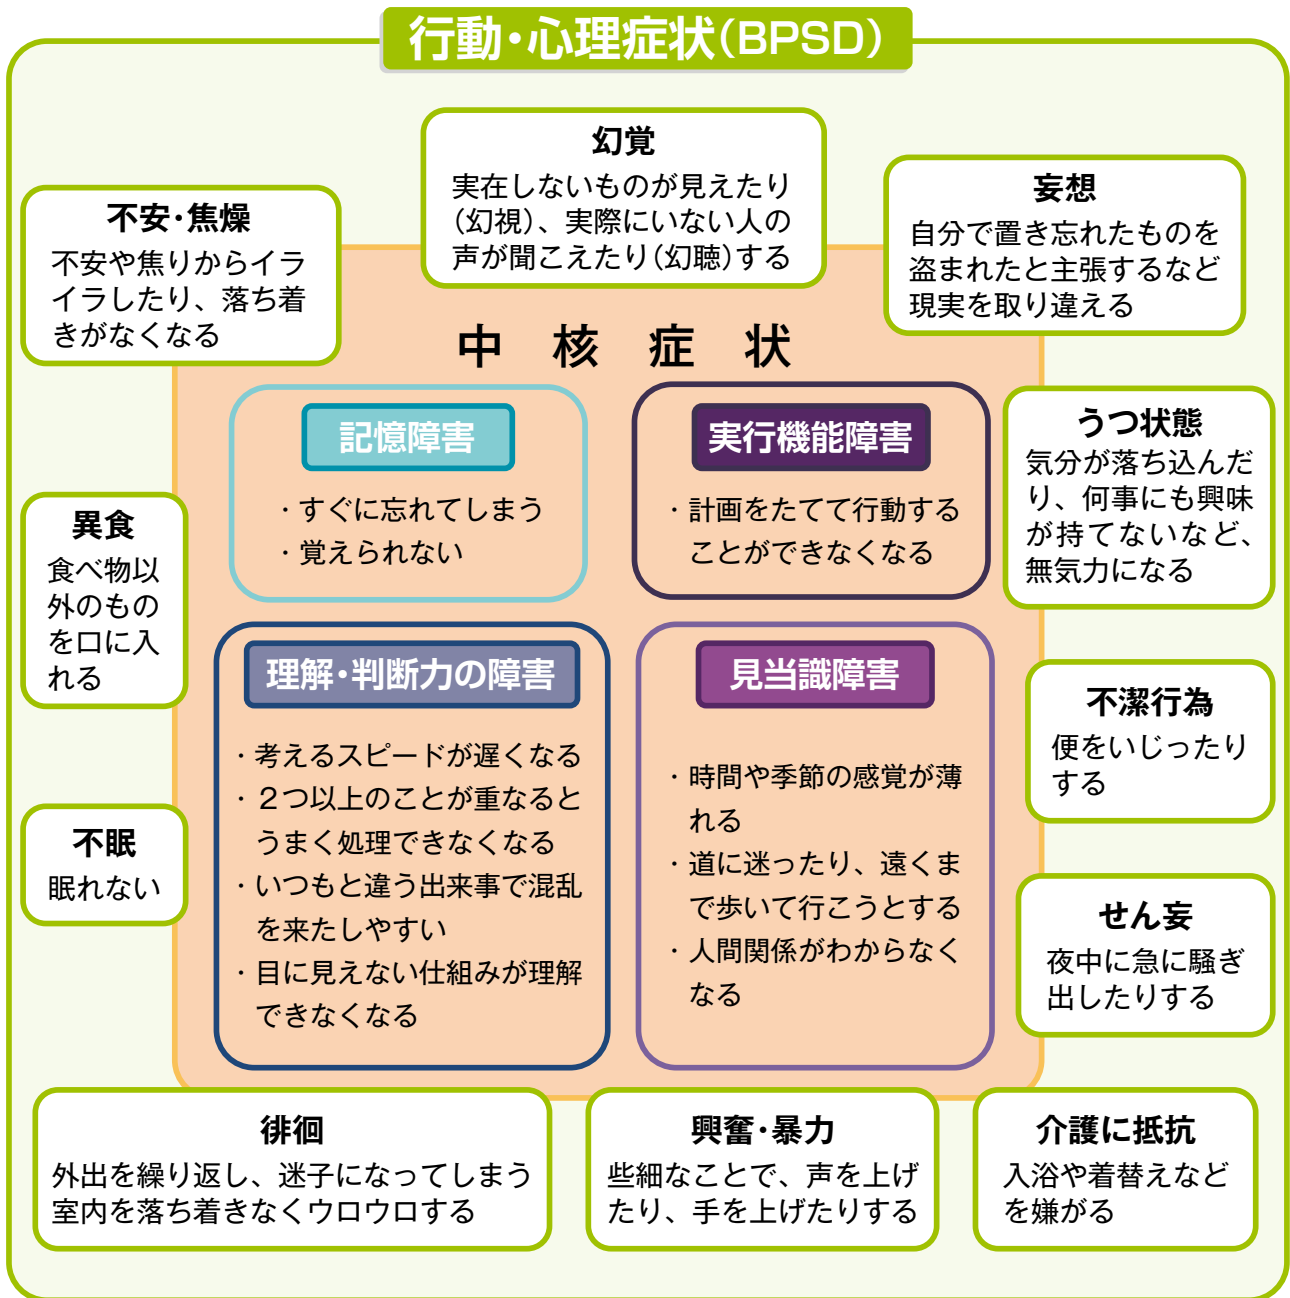 行動・心理症状(BPSD)
幻覚
実在しないものが見えたり
(幻視)、実際にいない人の
声が聞こえたり(幻聴)する
妄想
自分で置き忘れたものを
盗まれたと主張するなど
現実を取り違える
不安・焦燥
不安や焦りからイラ
イラしたり、落ち着
きがなくなる
中核症状
記憶障害
・すぐに忘れてしまう
・覚えられない
実行機能障害
・計画をたてて行動する
ことができなくなる
うつ状態
気分が落ち込んだ
り、何事にも興味
が持てないなど、
無気力になる
異食
食べ物以
外のもの
を口に入
れる
理解・判断力の障害
・考えるスピードが遅くなる
・２つ以上のことが重なると
うまく処理できなくなる
・いつもと違う出来事で混乱
を来たしやすい
・目に見えない仕組みが理解
できなくなる
見当識障害
・時間や季節の感覚が薄
れる
・道に迷ったり、遠くま
で歩いて行こうとする
・人間関係がわからなく
なる
不潔行為
便をいじったり
する
不眠
眠れない
せん妄
夜中に急に騒ぎ
出したりする
徘徊
外出を繰り返し、迷子になってしまう
室内を落ち着きなくウロウロする
興奮・暴力
些細なことで、声を上げ
たり、手を上げたりする
介護に抵抗
入浴や着替えなど
を嫌がる